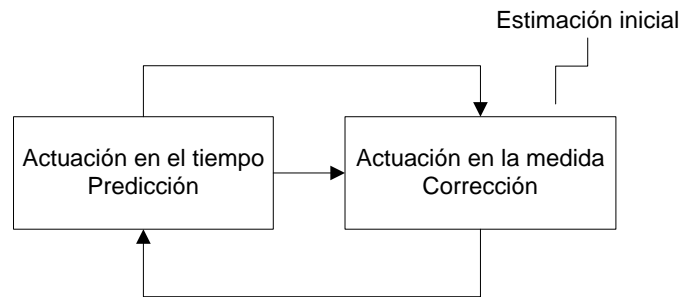 Estimación inicial
Actuación en el tiempo
Predicción
Actuación en la medida
Corrección